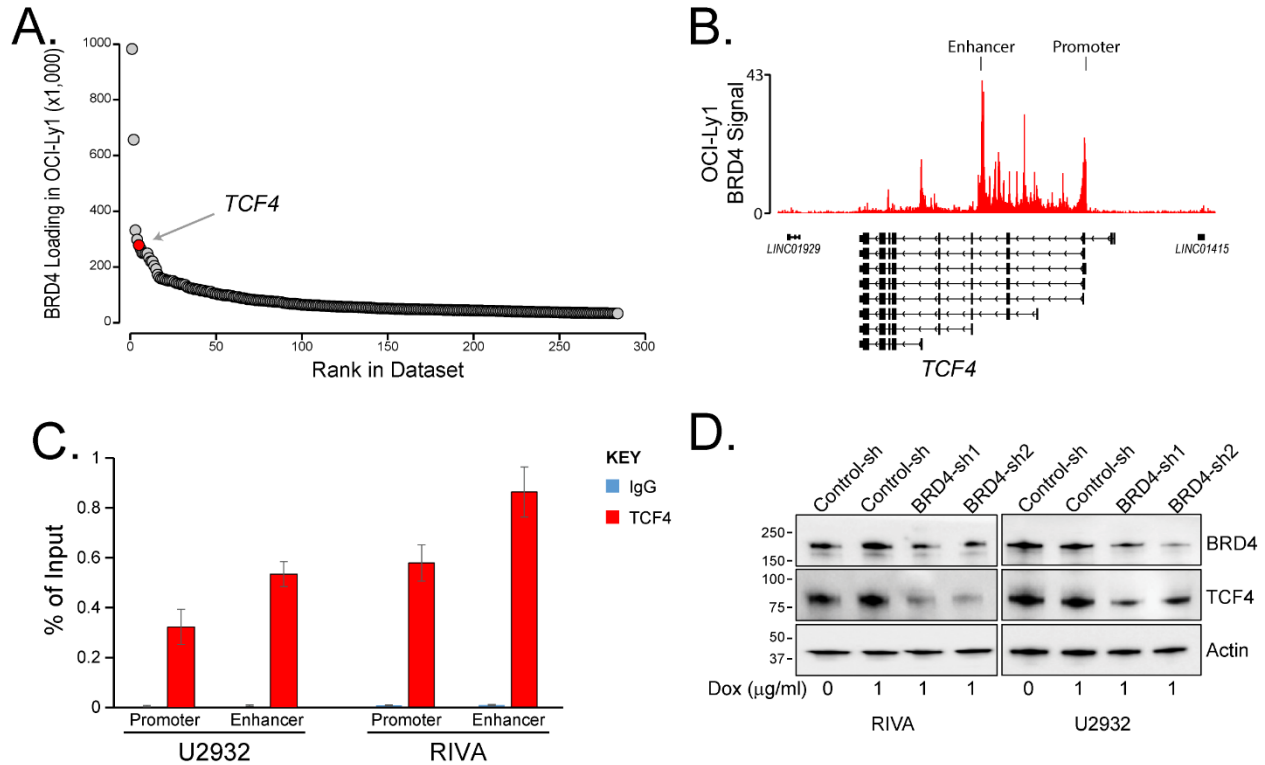 A.
BRD4 Loading in OCI-Ly1 (x1,000)
1000
800
600
400
200
0
TCF4
0 50 100 150 200 250 300
Rank in Dataset
B.
Enhancer Promoter
OCI-Ly1
BRD4 Signal
43
0
LINC01929 LINC01415
TCF4
C.
% of Input
1
0.8
0.6
0.4
0.2
0
KEY
IgG
TCF4
Promoter Enhancer Promoter Enhancer
U2932 RIVA
D.
Control-sh Control-sh BRD4-sh1 BRD4-sh2 Control-sh Control-sh BRD4-sh1 BRD4-sh2
250-
150-
BRD4
100-
75-
TCF4
50-
37-
Actin
Dox (μg/ml) 0 1 1 1 0 1 1 1
RIVA U2932